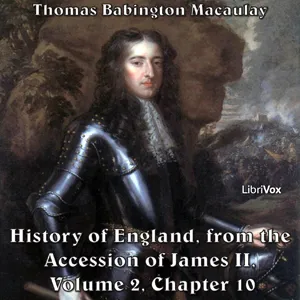 Thomas Babington Macaulay
LibriVox
History of England, from the
Accession of James II,
Volume 2, Chapter 10